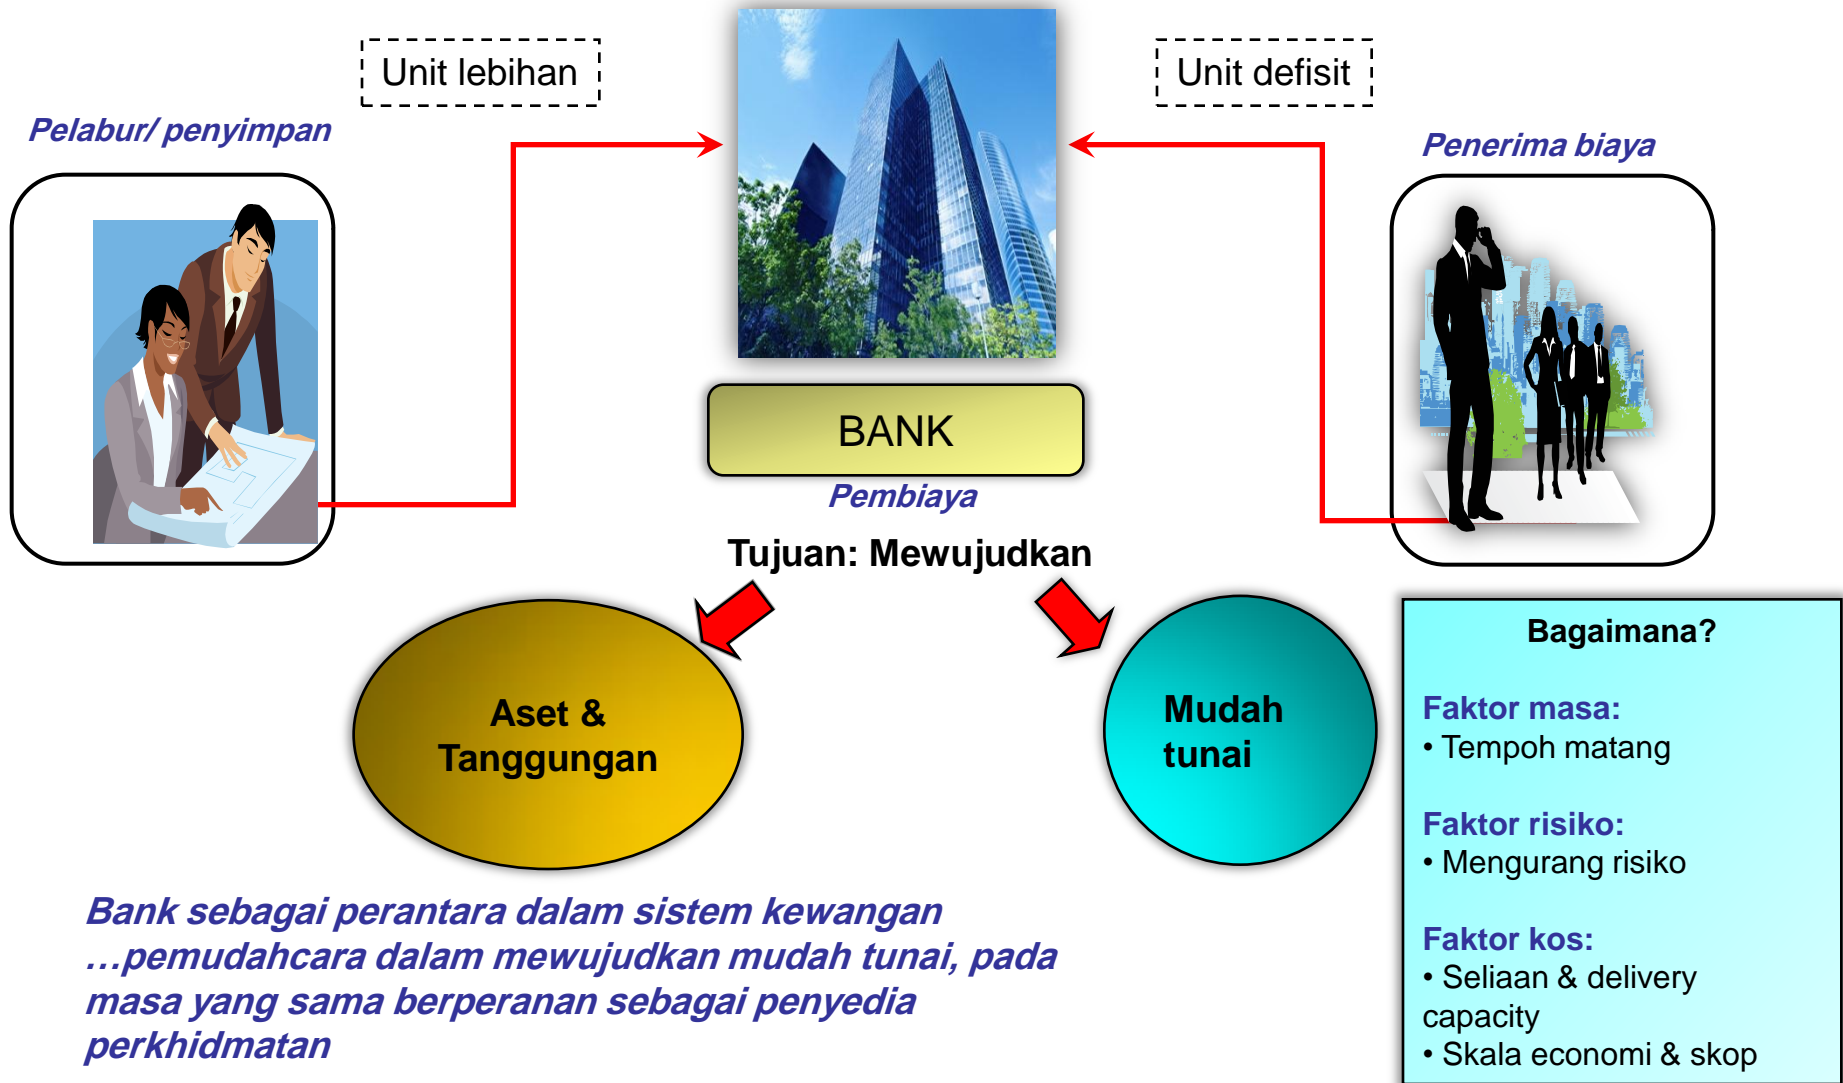 Unit lebihan
Unit defisit
Pelabur/ penyimpan
Penerima biaya
BANK
Pembiaya
Tujuan: Mewujudkan
Aset &
Tanggungan
Mudah
tunai
Bagaimana?
Faktor masa:
• Tempoh matang
Faktor risiko:
• Mengurang risiko
Faktor kos:
• Seliaan & delivery
capacity
• Skala economi & skop
Bank sebagai perantara dalam sistem kewangan
…pemudahcara dalam mewujudkan mudah tunai, pada
masa yang sama berperanan sebagai penyedia
perkhidmatan